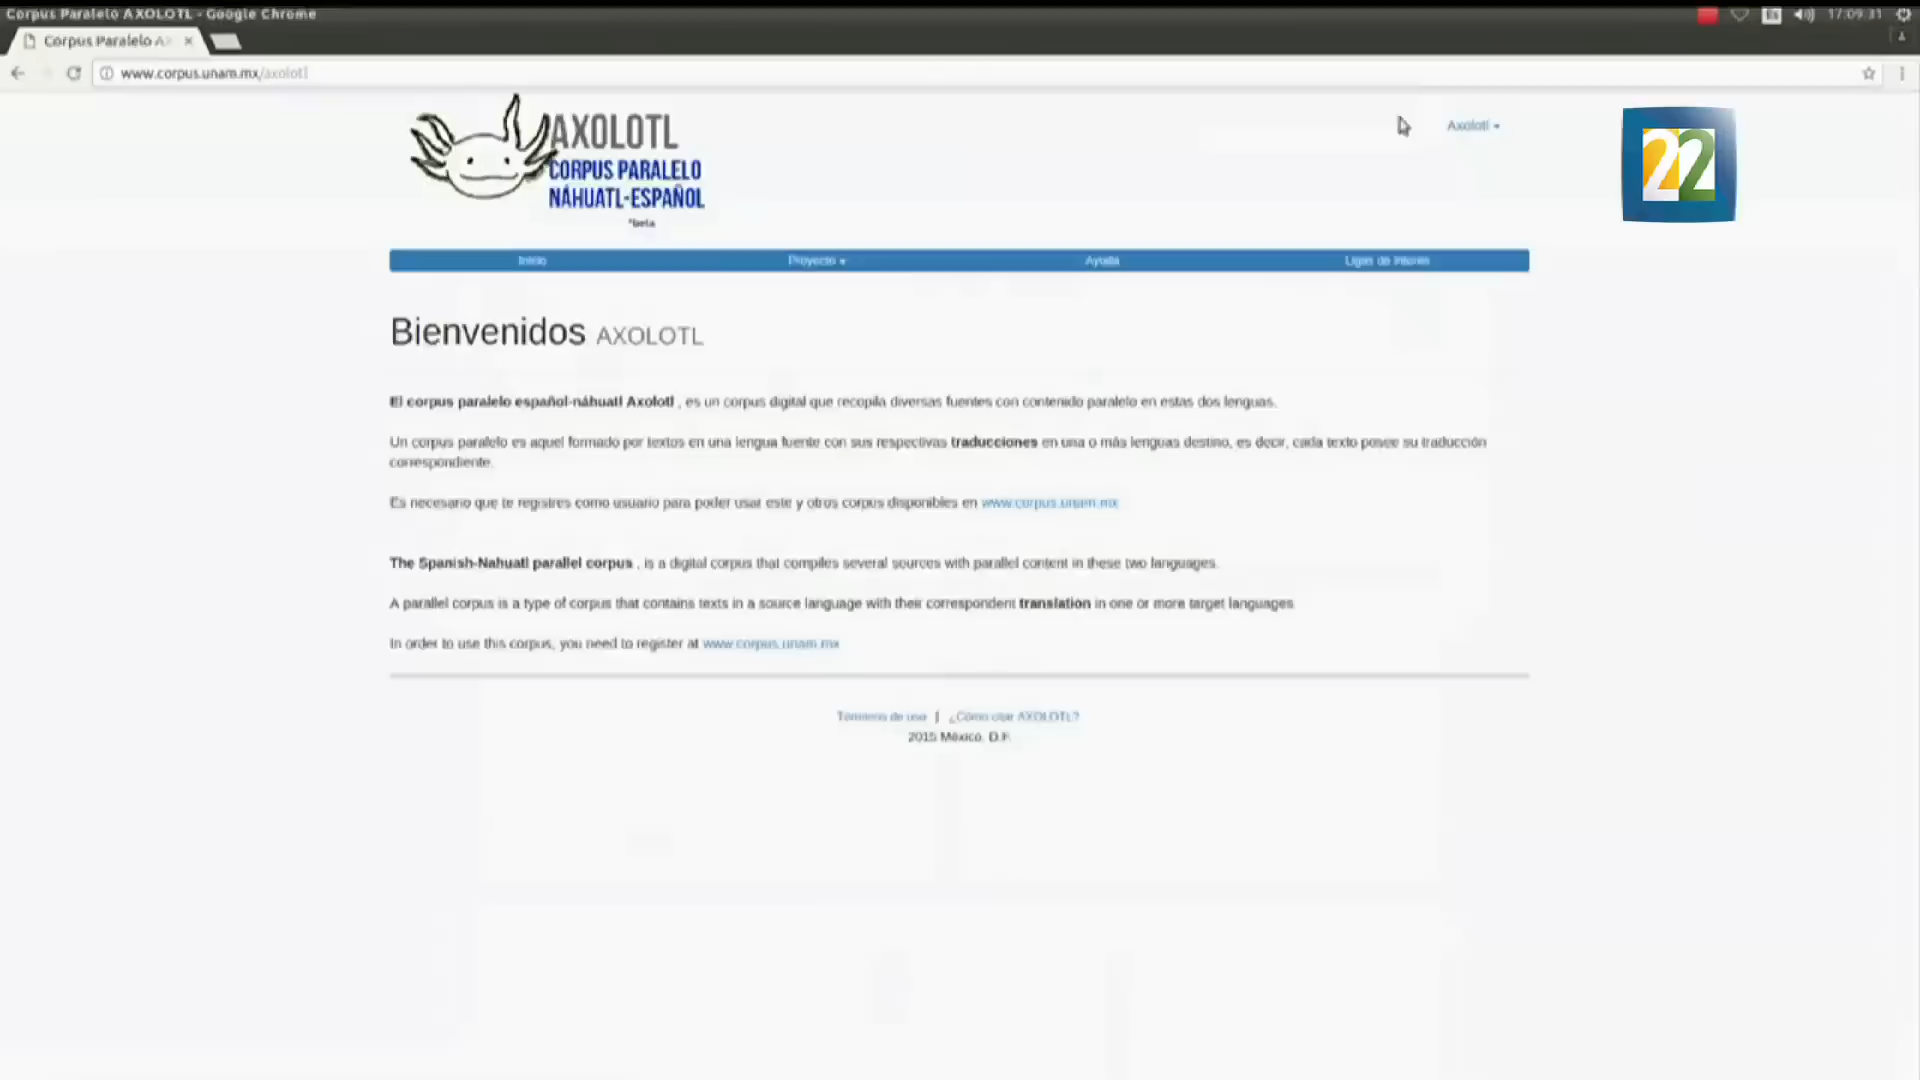 Corpus Paralelo AXOLOTL - Google Chrome
17:09:31
Corpus Paralelo A
www.corpus.unam.mx/axolotl
AXOLOTL
CORPUS PARALELO
NÁHUATL-ESPAÑOL
*beta
Axolotl
22
Inicio Proyecto Ayuda Ligas de interés
Bienvenidos AXOLOTL
El corpus paralelo español-náhuatl Axolotl , es un corpus digital que recopila diversas fuentes con contenido paralelo en estas dos lenguas.
Un corpus paralelo es aquel formado por textos en una lengua fuente con sus respectivas traducciones en una o más lenguas destino, es decir, cada texto posee su traducción
correspondiente.
Es necesario que te registres como usuario para poder usar este y otros corpus disponibles en www.corpus.unam.mx
The Spanish-Nahuatl parallel corpus , is a digital corpus that compiles several sources with parallel content in these two languages.
A parallel corpus is a type of corpus that contains texts in a source language with their correspondent translation in one or more target languages.
In order to use this corpus, you need to register at www.corpus.unam.mx
Términos de uso | ¿Cómo citar AXOLOTL?
2015 México, D.F.